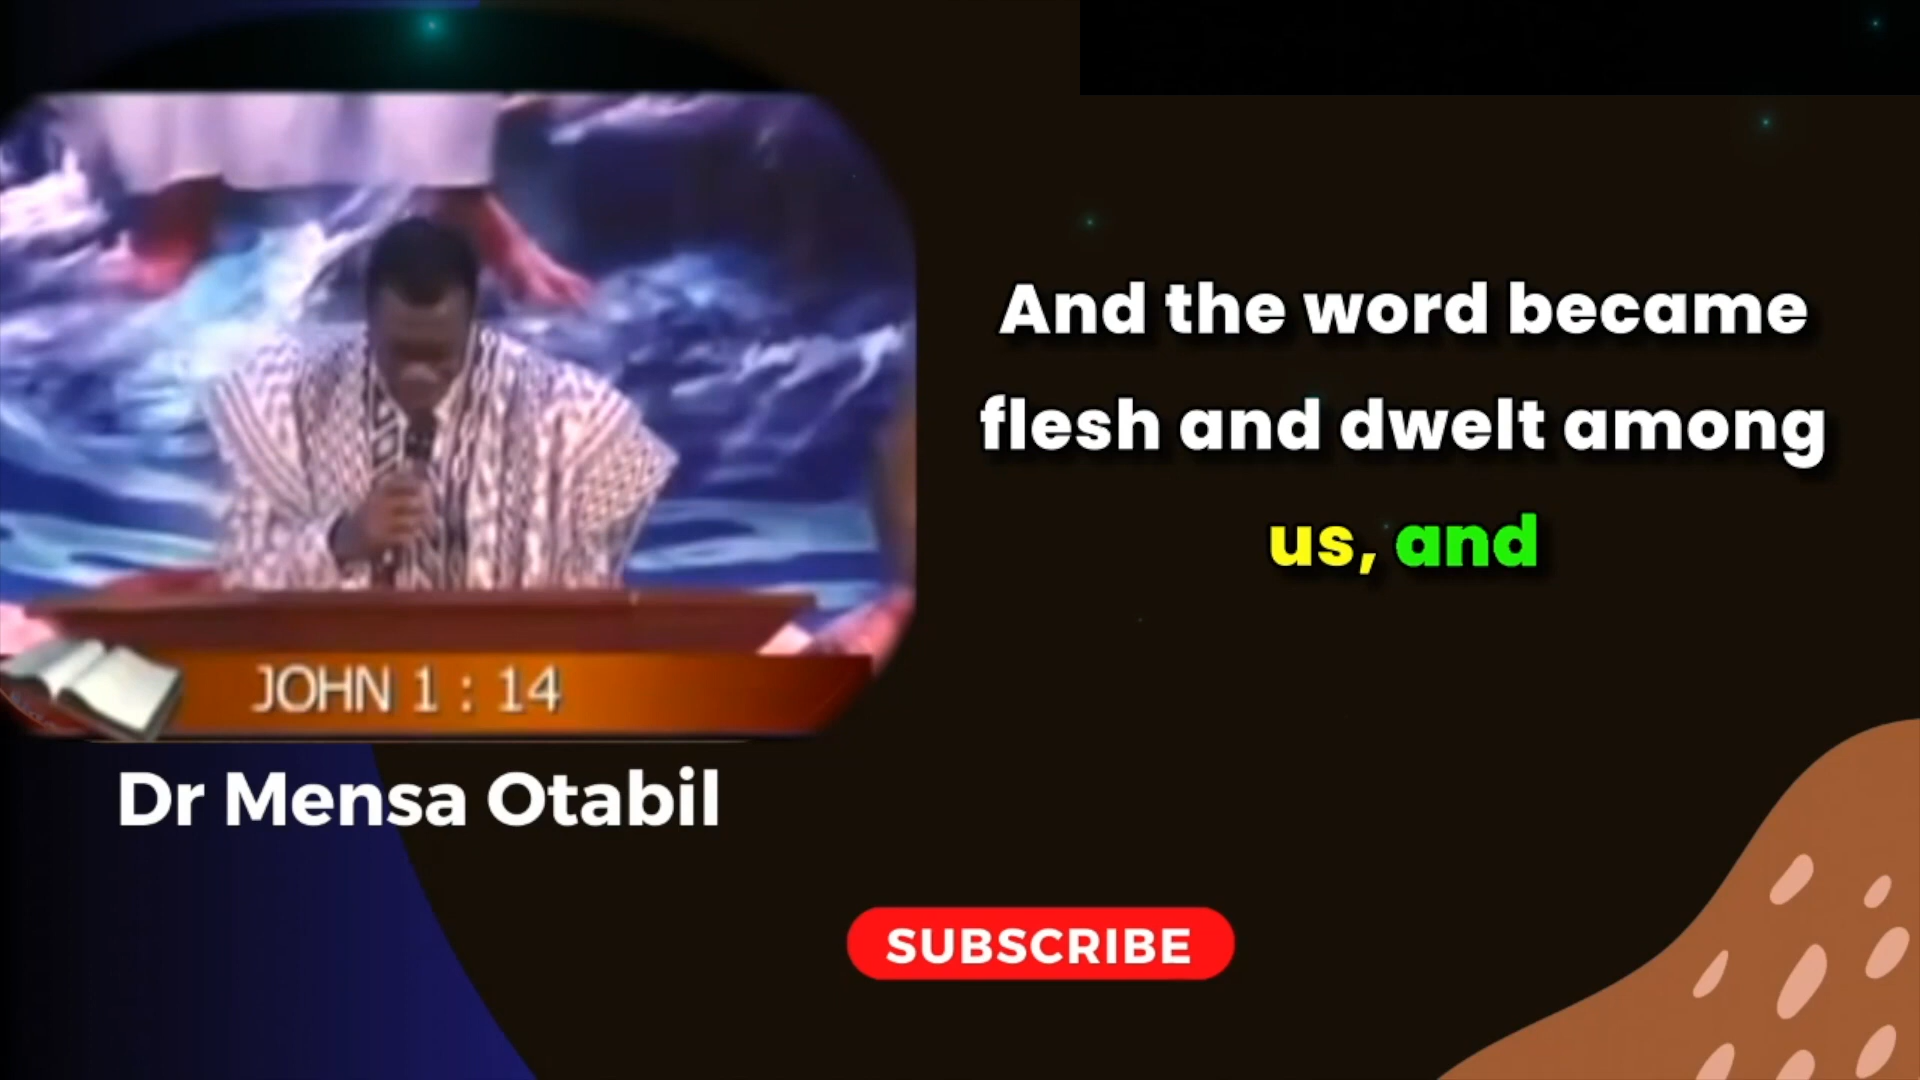 And the word became
flesh and dwelt among
us, and
JOHN 1 : 14
Dr Mensa Otabil
SUBSCRIBE